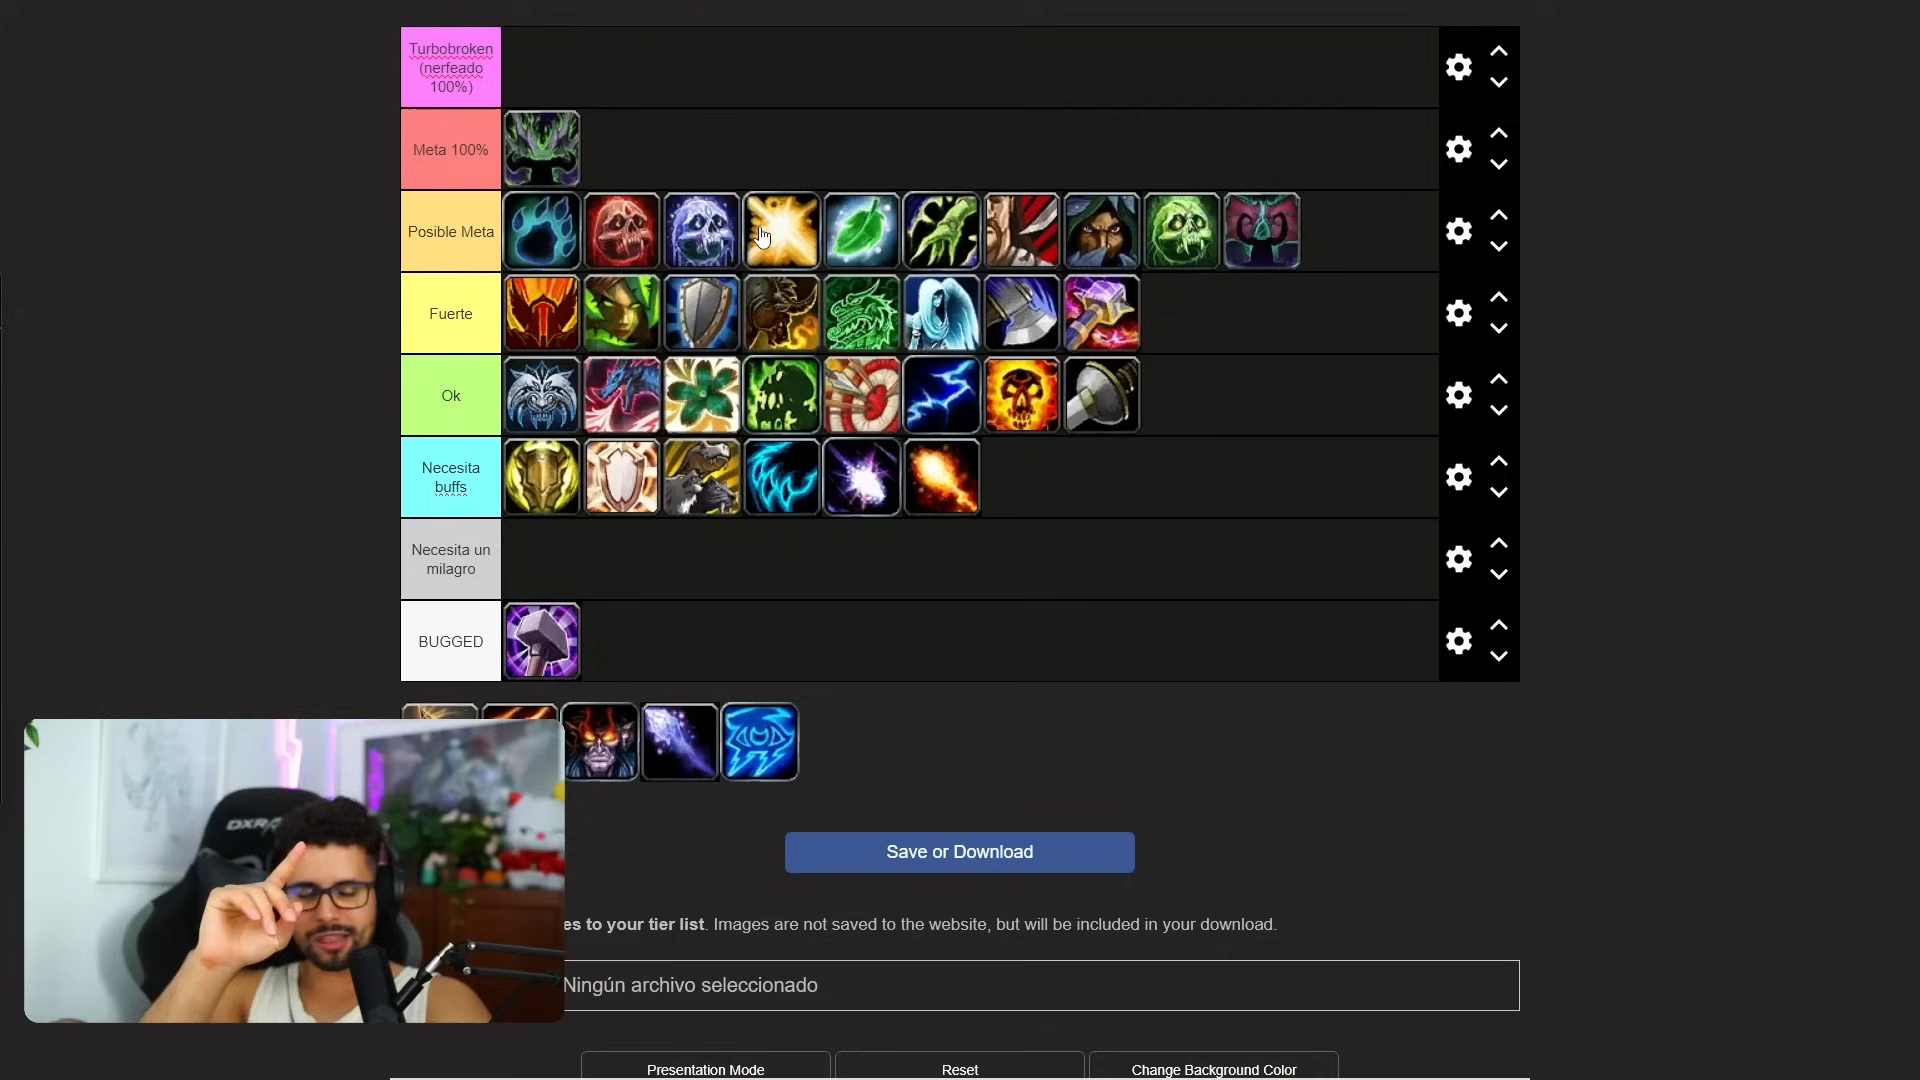 Turbobroken
(nerfeado
100%)
Meta 100%
Posible Meta
Fuerte
Ok
Necesita
buffs
Necesita un
milagro
BUGGED
Save or Download
es to your tier list. Images are not saved to the website, but will be included in your download.
Ningún archivo seleccionado
Presentation Mode
Reset
Change Background Color